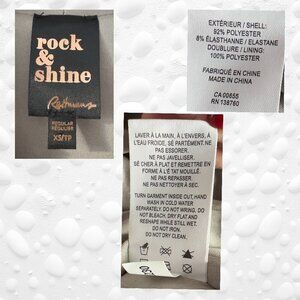 rock
&
shine
Reitmans
REGULAR
RÉGULIER
XS/TP
EXTÉRIEUR / SHELL:
92% POLYESTER
8% ÉLASTHANNE / ELASTANE
DOUBLURE / LINING:
100% POLYESTER
FABRIQUÉ EN CHINE
MADE IN CHINA
CA 00655
RN 138760
LAVER À LA MAIN, À L'ENVERS, À
L'EAU FROIDE, SÉPARÉMENT. NE
PAS ESSORER.
NE PAS JAVELLISER.
SÉCHER À PLAT ET REMETTRE EN
FORME À L'ÉTAT MOUILLÉ.
NE PAS REPASSER.
NE PAS NETTOYER À SEC.
TURN GARMENT INSIDE OUT, HAND
WASH IN COLD WATER
SEPARATELY. DO NOT WRING. DO
NOT BLEACH. DRY FLAT AND
RESHAPE WHILE STILL WET.
DO NOT IRON.
DO NOT DRY CLEAN.